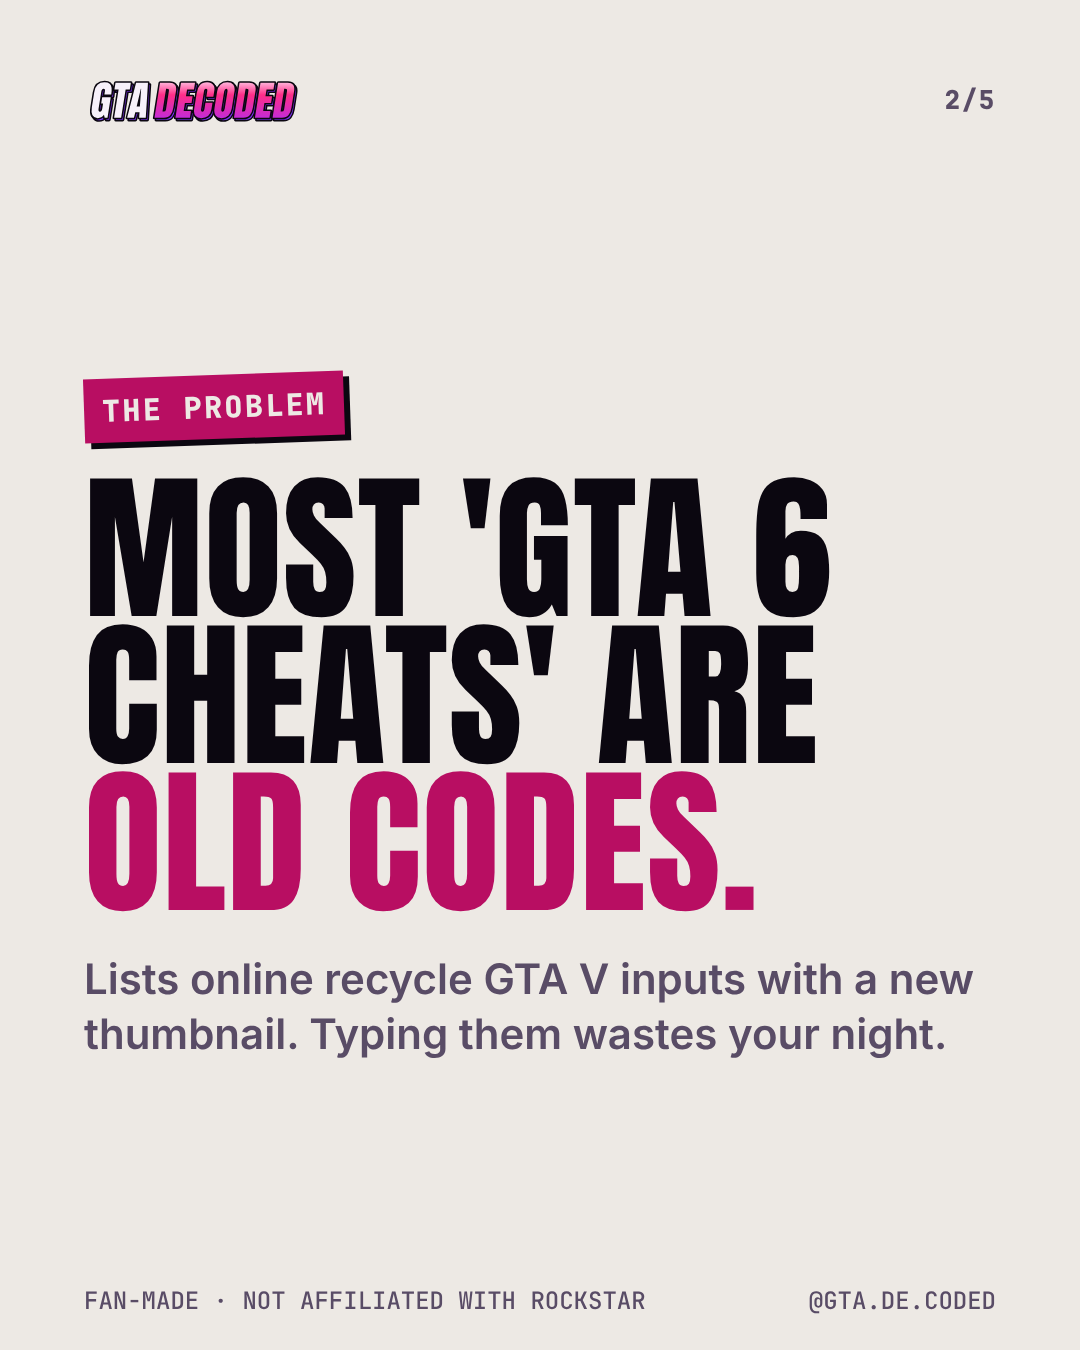 GTA DECODED
2/5
THE PROBLEM
MOST 'GTA 6
CHEATS' ARE
OLD CODES.
Lists online recycle GTA V inputs with a new
thumbnail. Typing them wastes your night.
FAN-MADE · NOT AFFILIATED WITH ROCKSTAR
@GTA.DE.CODED